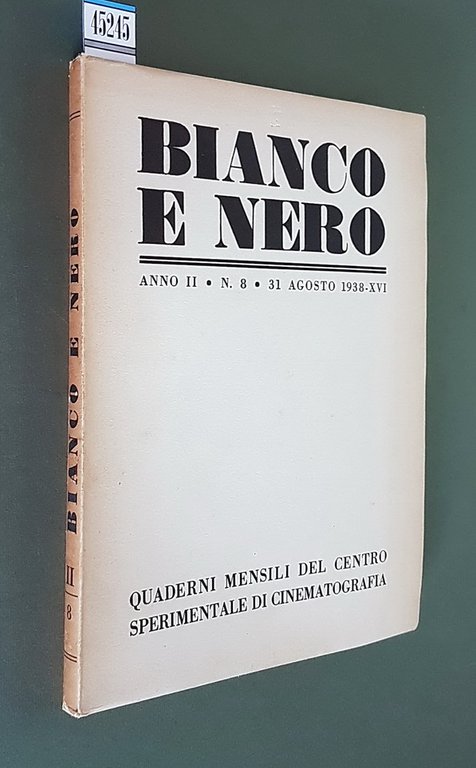 45245
BIANCO
E NERO
ANNO II • N. 8 • 31 AGOSTO 1938-XVI
QUADERNI MENSILI DEL CENTRO
SPERIMENTALE DI CINEMATOGRAFIA
BIANCO E NERO
II
8